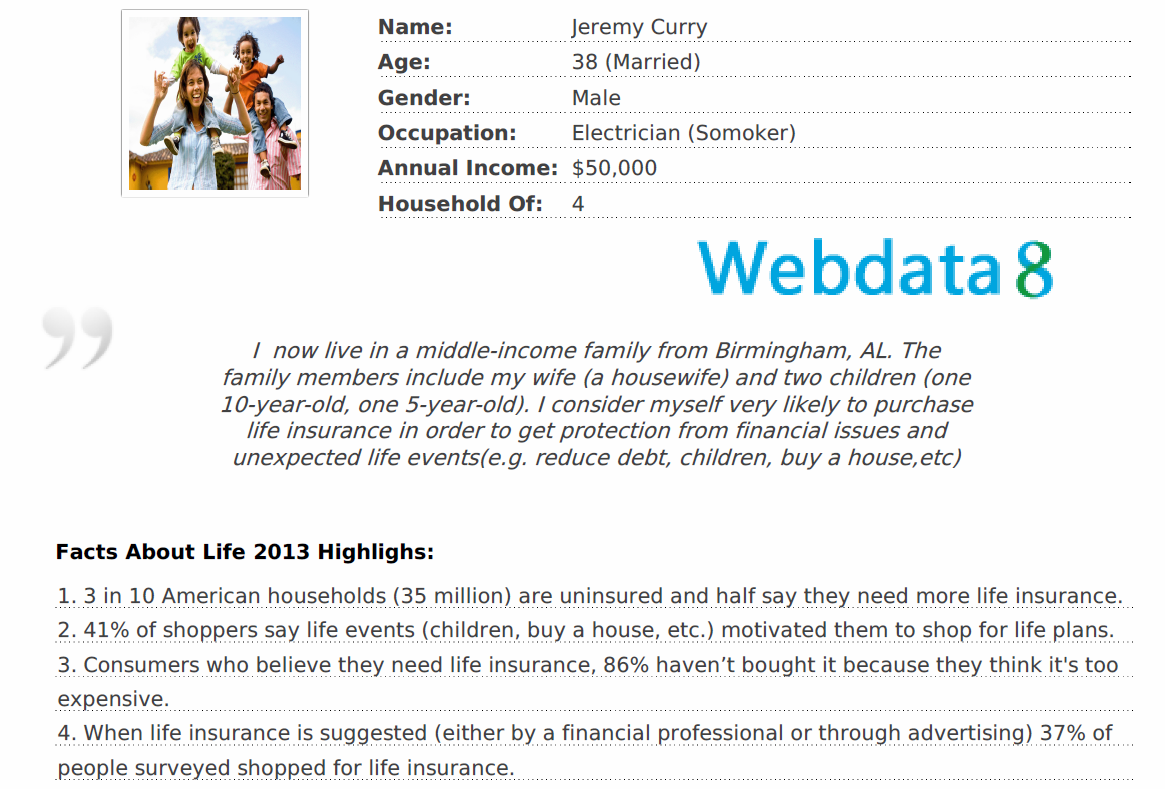 Name: Jeremy Curry
Age: 38 (Married)
Gender: Male
Occupation: Electrician (Somoker)
Annual Income: $50,000
Household Of: 4
Webdata 8
”
I now live in a middle-income family from Birmingham, AL. The
family members include my wife (a housewife) and two children (one
10-year-old, one 5-year-old). I consider myself very likely to purchase
life insurance in order to get protection from financial issues and
unexpected life events(e.g. reduce debt, children, buy a house,etc)
Facts About Life 2013 Highlighs:
1. 3 in 10 American households (35 million) are uninsured and half say they need more life insurance.
2. 41% of shoppers say life events (children, buy a house, etc.) motivated them to shop for life plans.
3. Consumers who believe they need life insurance, 86% haven’t bought it because they think it's too
expensive.
4. When life insurance is suggested (either by a financial professional or through advertising) 37% of
people surveyed shopped for life insurance.